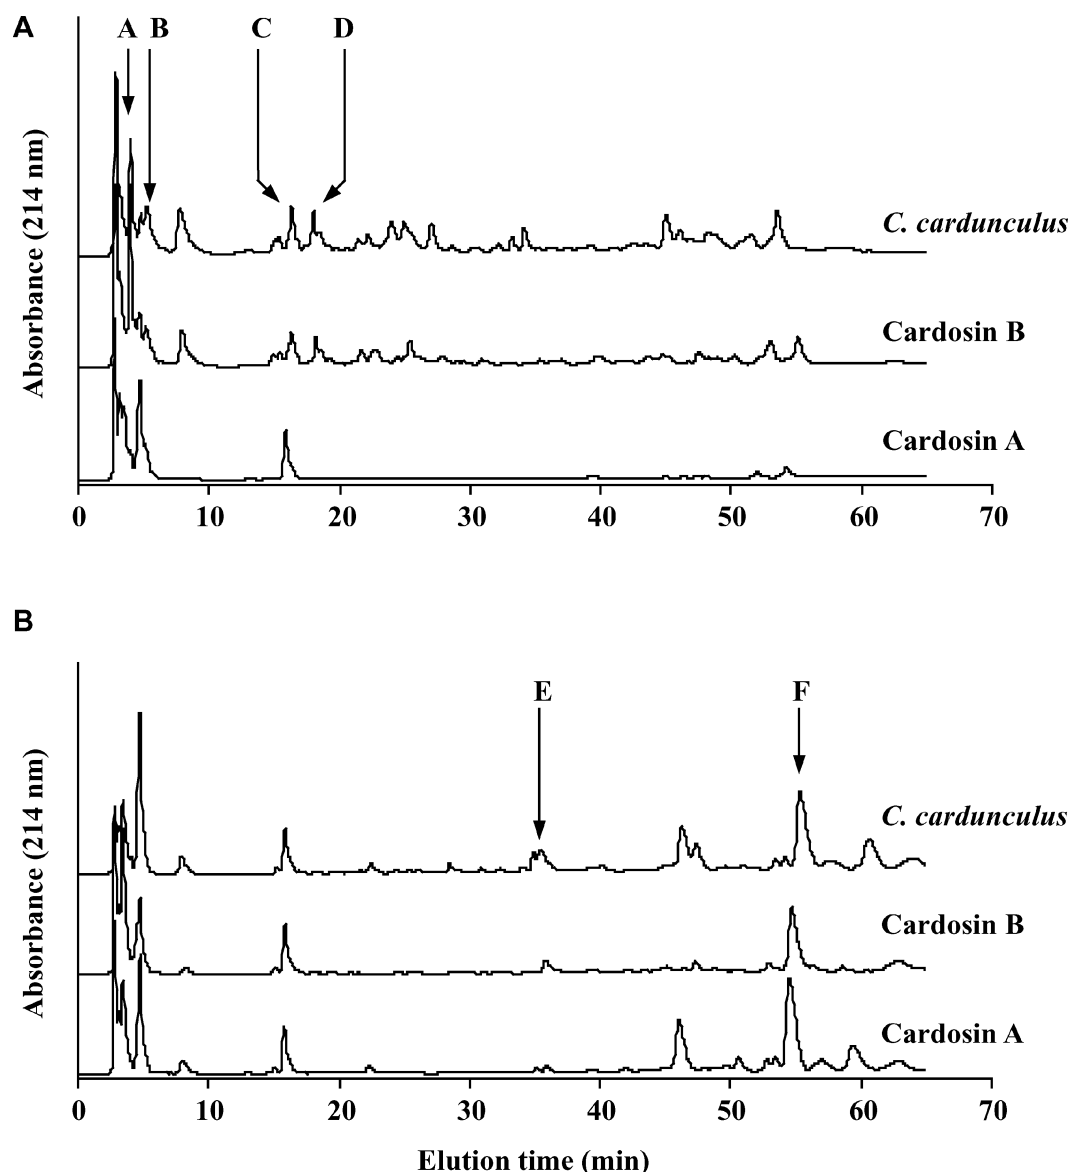 A
A B C D
Absorbance (214 nm)
C. cardunculus
Cardosin B
Cardosin A
0 10 20 30 40 50 60 70
B
E F
Absorbance (214 nm)
C. cardunculus
Cardosin B
Cardosin A
0 10 20 30 40 50 60 70
Elution time (min)